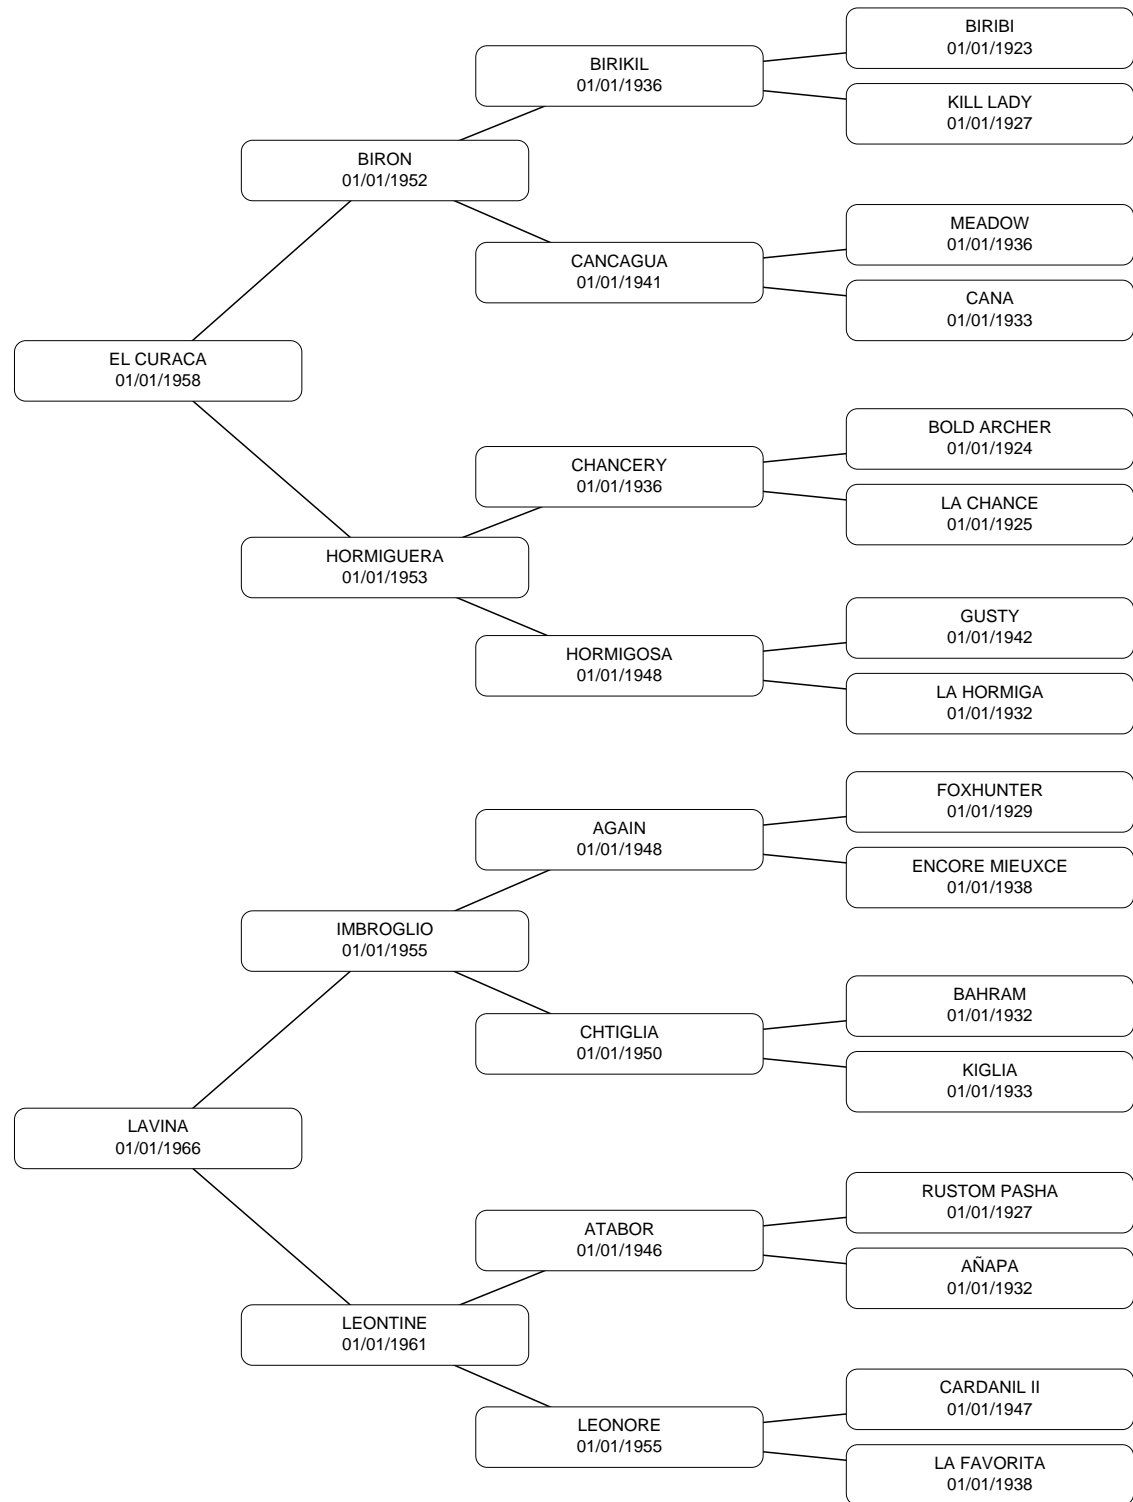 BIRIBI
01/01/1923
BIRIKIL
01/01/1936
KILL LADY
01/01/1927
BIRON
01/01/1952
MEADOW
01/01/1936
CANCAGUA
01/01/1941
CANA
01/01/1933
EL CURACA
01/01/1958
BOLD ARCHER
01/01/1924
CHANCERY
01/01/1936
LA CHANCE
01/01/1925
HORMIGUERA
01/01/1953
GUSTY
01/01/1942
HORMIGOSA
01/01/1948
LA HORMIGA
01/01/1932
FOXHUNTER
01/01/1929
AGAIN
01/01/1948
ENCORE MIEUXCE
01/01/1938
IMBROGLIO
01/01/1955
BAHRAM
01/01/1932
CHTIGLIA
01/01/1950
KIGLIA
01/01/1933
LAVINA
01/01/1966
RUSTOM PASHA
01/01/1927
ATABOR
01/01/1946
AÑAPA
01/01/1932
LEONTINE
01/01/1961
CARDANIL II
01/01/1947
LEONORE
01/01/1955
LA FAVORITA
01/01/1938